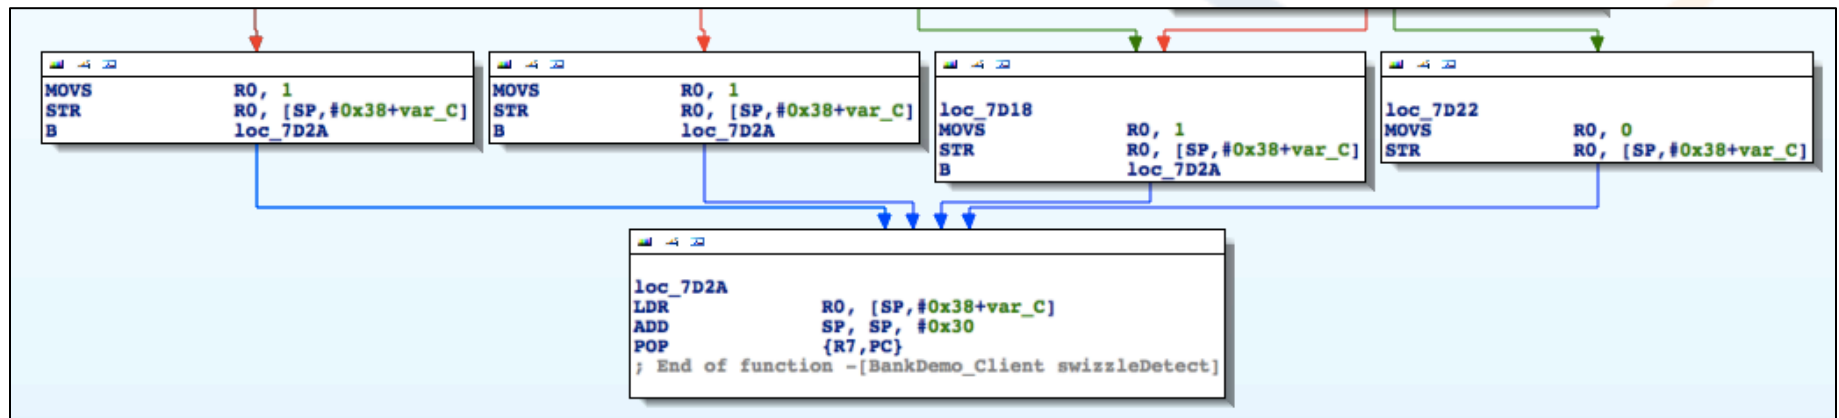 MOVS R0, 1
STR R0, [SP,#0x38+var_C]
B loc_7D2A
MOVS R0, 1
STR R0, [SP,#0x38+var_C]
B loc_7D2A
loc_7D18
MOVS R0, 1
STR R0, [SP,#0x38+var_C]
B loc_7D2A
loc_7D22
MOVS R0, 0
STR R0, [SP,#0x38+var_C]
loc_7D2A
LDR R0, [SP,#0x38+var_C]
ADD SP, SP, #0x30
POP {R7,PC}
; End of function -[BankDemo_Client swizzleDetect]